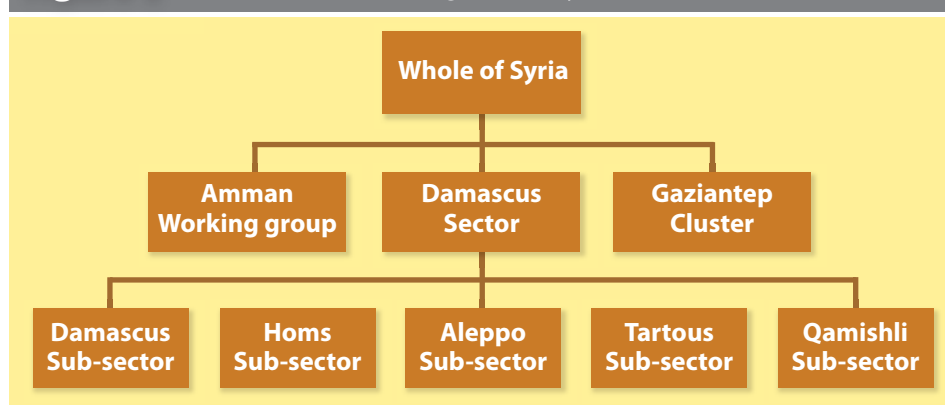 Whole of Syria
Amman
Working group
Damascus
Sector
Gaziantep
Cluster
Damascus
Sub-sector
Homs
Sub-sector
Aleppo
Sub-sector
Tartous
Sub-sector
Qamishli
Sub-sector